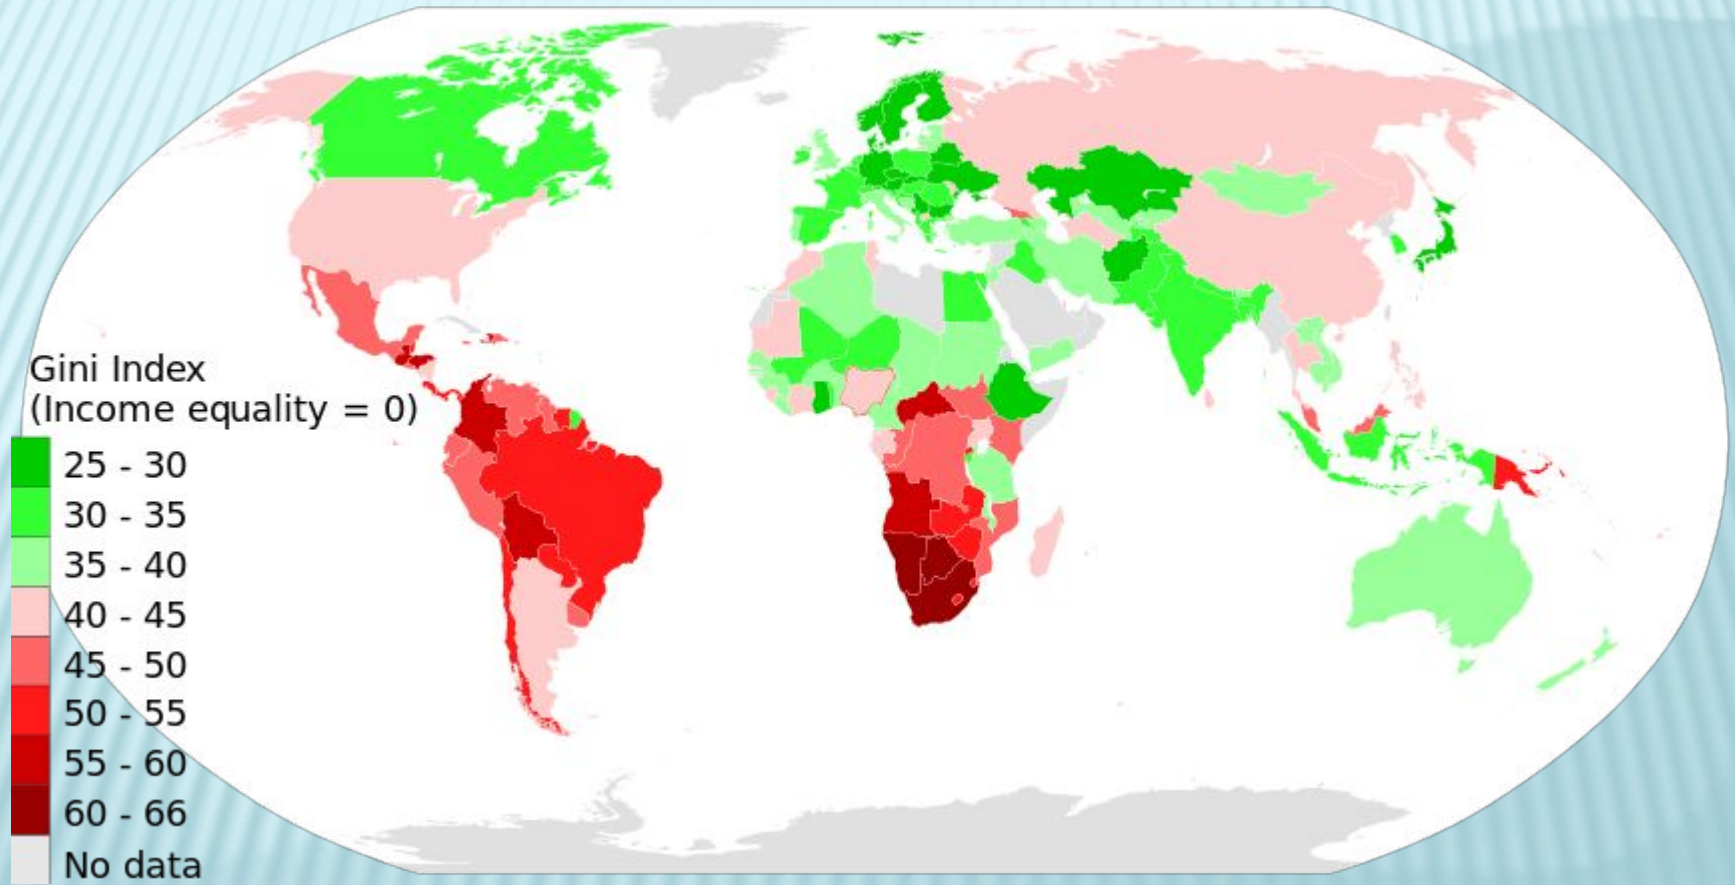 Gini Index
(Income equality = 0)
25 - 30
30 - 35
35 - 40
40 - 45
45 - 50
50 - 55
55 - 60
60 - 66
No data